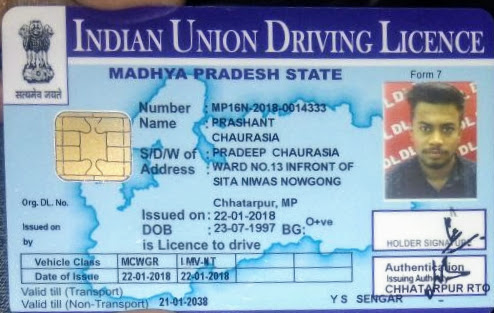 INDIAN UNION DRIVING LICENCE
सत्यमेव जयते
MADHYA PRADESH STATE
Form 7
Number : MP16N-2018-0014333
Name : PRASHANT
CHAURASIA
S/D/W of : PRADEEP CHAURASIA
Address : WARD NO.13 INFRONT OF
SITA NIWAS NOWGONG
Chhatarpur, MP
Org. DL. No.
Issued on : 22-01-2018
Issued on
DOB : 23-07-1997 BG: O+ve
by
is Licence to drive
HOLDER SIGNATURE
Vehicle Class MCWGR LMV-NT
Date of Issue 22-01-2018 22-01-2018
Authentication
Issuing Authority
CHHATARPUR RTO
Valid till (Transport)
Valid till (Non-Transport) 21-01-2038
Y S SENGAR